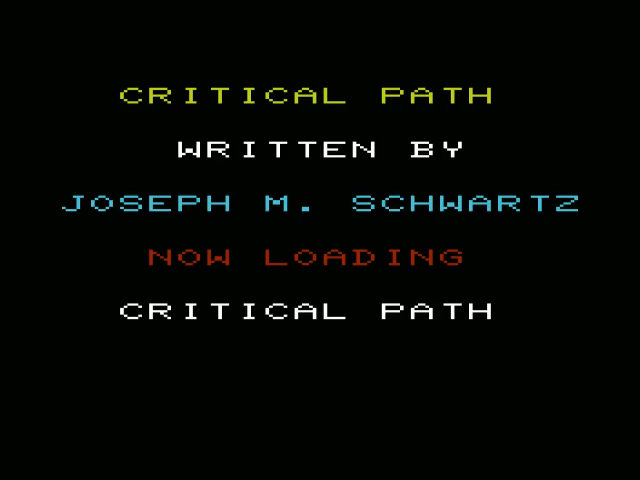 CRITICAL PATH
WRITTEN BY
JOSEPH M. SCHWARTZ
NOW LOADING
CRITICAL PATH